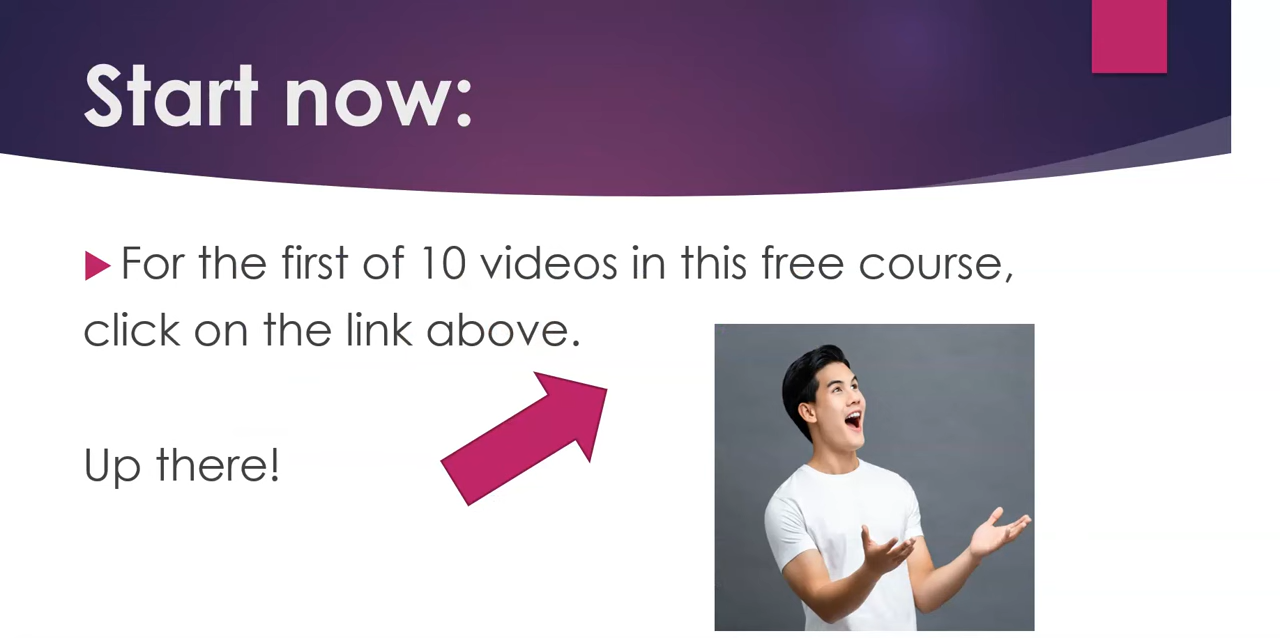 Start now:
For the first of 10 videos in this free course,
click on the link above.
Up there!